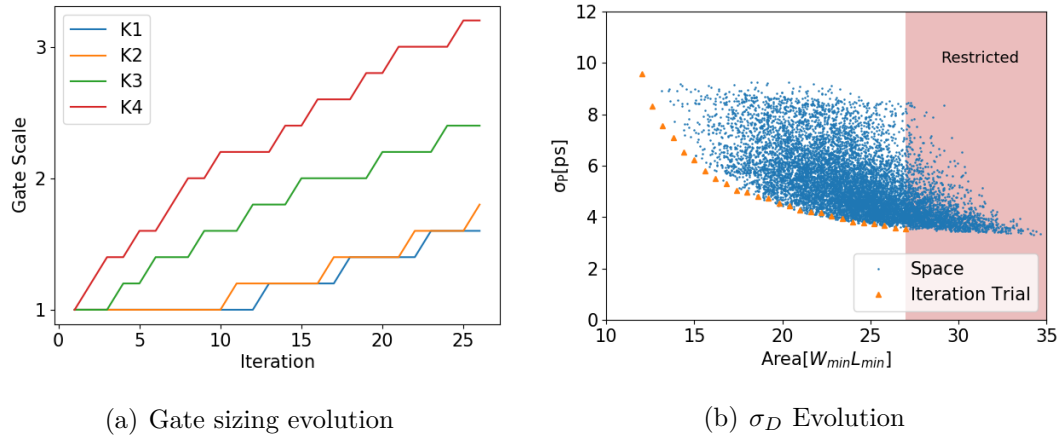 K1
K2
K3
K4
3
2
1
Gate Scale
0 5 10 15 20 25
Iteration
(a) Gate sizing evolution
12
10
8
6
4
2
0
σP[ps]
Restricted
Space
Iteration Trial
10 15 20 25 30 35
Area[WminLmin]
(b) σD Evolution